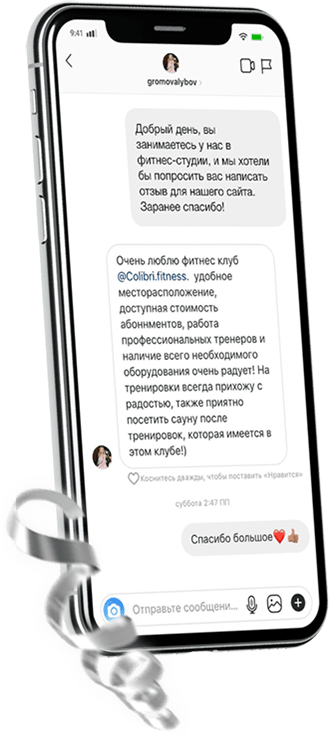 9:41
gromovalybov
Добрый день, вы
занимаетесь у нас в
фитнес-студии, и мы хотели
бы попросить вас написать
отзыв для нашего сайта.
Заранее спасибо!
Очень люблю фитнес клуб
@Colibri.fitness. удобное
месторасположение,
доступная стоимость
абоннментов, работа
профессиональных тренеров и
наличие всего необходимого
оборудования очень радует! На
тренировки всегда прихожу с
радостью, также приятно
посетить сауну после
тренировок, которая имеется в
этом клубе!)
Коснитесь дважды, чтобы поставить «Нравится»
суббота 2:47 ПП
Спасибо большое❤️👍🏽
Отправьте сообщени...